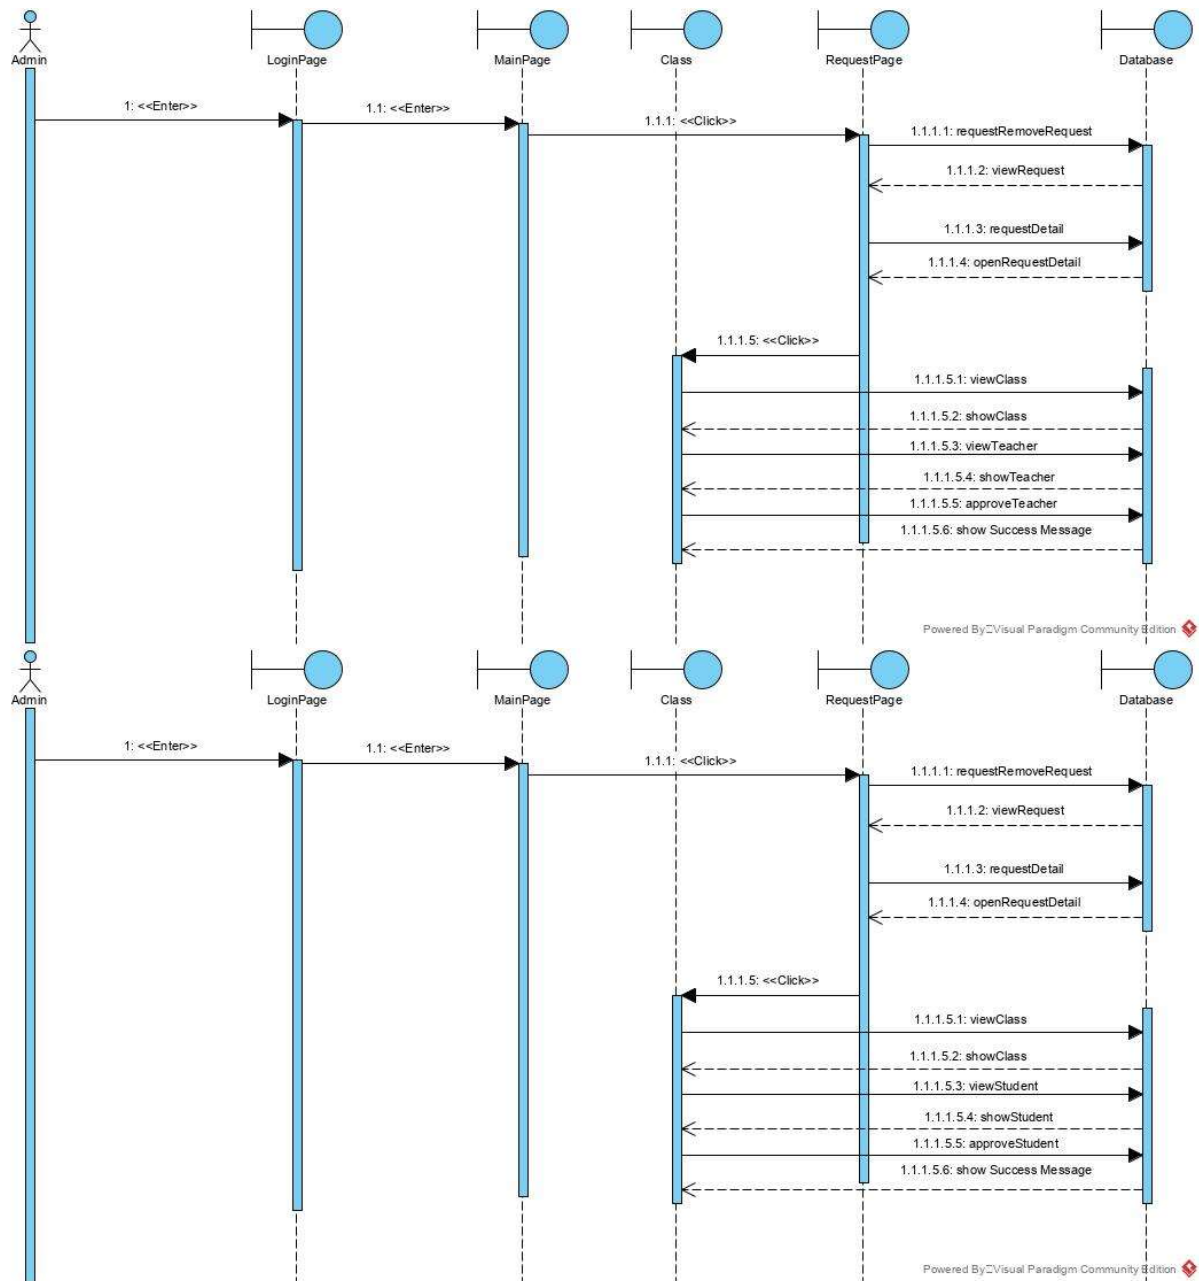 Admin
LoginPage
MainPage
Class
RequestPage
Database
1: <<Enter>>
1.1: <<Enter>>
1.1.1: <<Click>>
1.1.1.1: requestRemoveRequest
1.1.1.2: viewRequest
1.1.1.3: requestDetail
1.1.1.4: openRequestDetail
1.1.1.5: <<Click>>
1.1.1.5.1: viewClass
1.1.1.5.2: showClass
1.1.1.5.3: viewTeacher
1.1.1.5.4: showTeacher
1.1.1.5.5: approveTeacher
1.1.1.5.6: show Success Message
Powered By Visual Paradigm Community Edition
Admin
LoginPage
MainPage
Class
RequestPage
Database
1: <<Enter>>
1.1: <<Enter>>
1.1.1: <<Click>>
1.1.1.1: requestRemoveRequest
1.1.1.2: viewRequest
1.1.1.3: requestDetail
1.1.1.4: openRequestDetail
1.1.1.5: <<Click>>
1.1.1.5.1: viewClass
1.1.1.5.2: showClass
1.1.1.5.3: viewStudent
1.1.1.5.4: showStudent
1.1.1.5.5: approveStudent
1.1.1.5.6: show Success Message
Powered By Visual Paradigm Community Edition